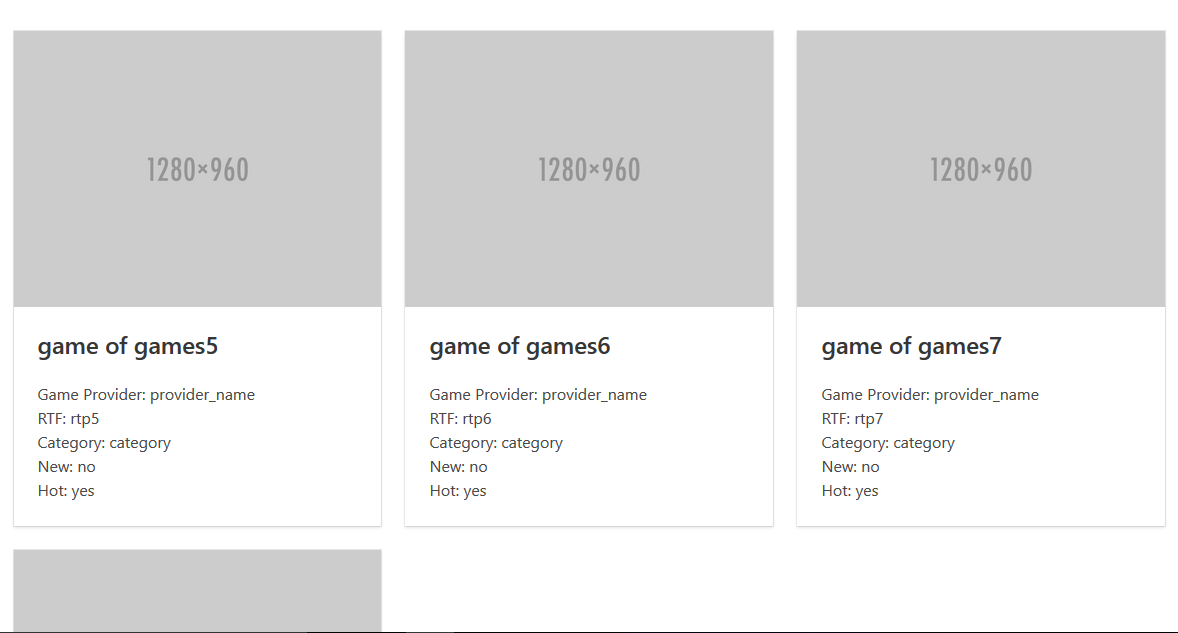 1280×960
1280×960
1280×960
game of games5
Game Provider: provider_name
RTF: rtp5
Category: category
New: no
Hot: yes
game of games6
Game Provider: provider_name
RTF: rtp6
Category: category
New: no
Hot: yes
game of games7
Game Provider: provider_name
RTF: rtp7
Category: category
New: no
Hot: yes